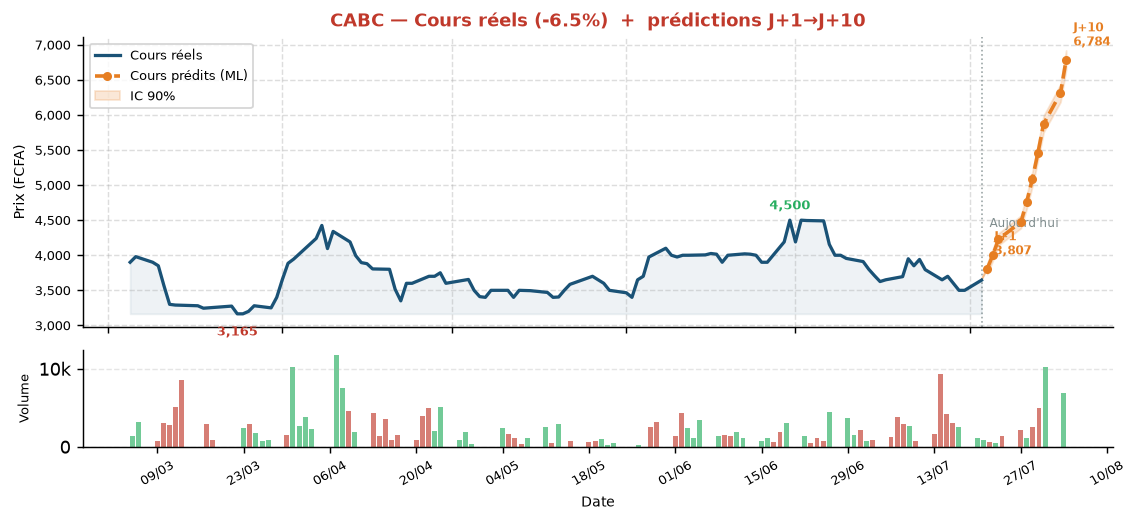 CABC — Cours réels (-6.5%)  +  prédictions J+1→J+10
J+10
6,784
Cours réels
Cours prédits (ML)
IC 90%
7,000
6,500
6,000
5,500
5,000
4,500
4,000
3,500
3,000
Prix (FCFA)
4,500
3,165
Aujourd'hui
J+1
3,807
10k
0
Volume
09/03
23/03
06/04
20/04
04/05
18/05
01/06
15/06
29/06
13/07
27/07
10/08
Date